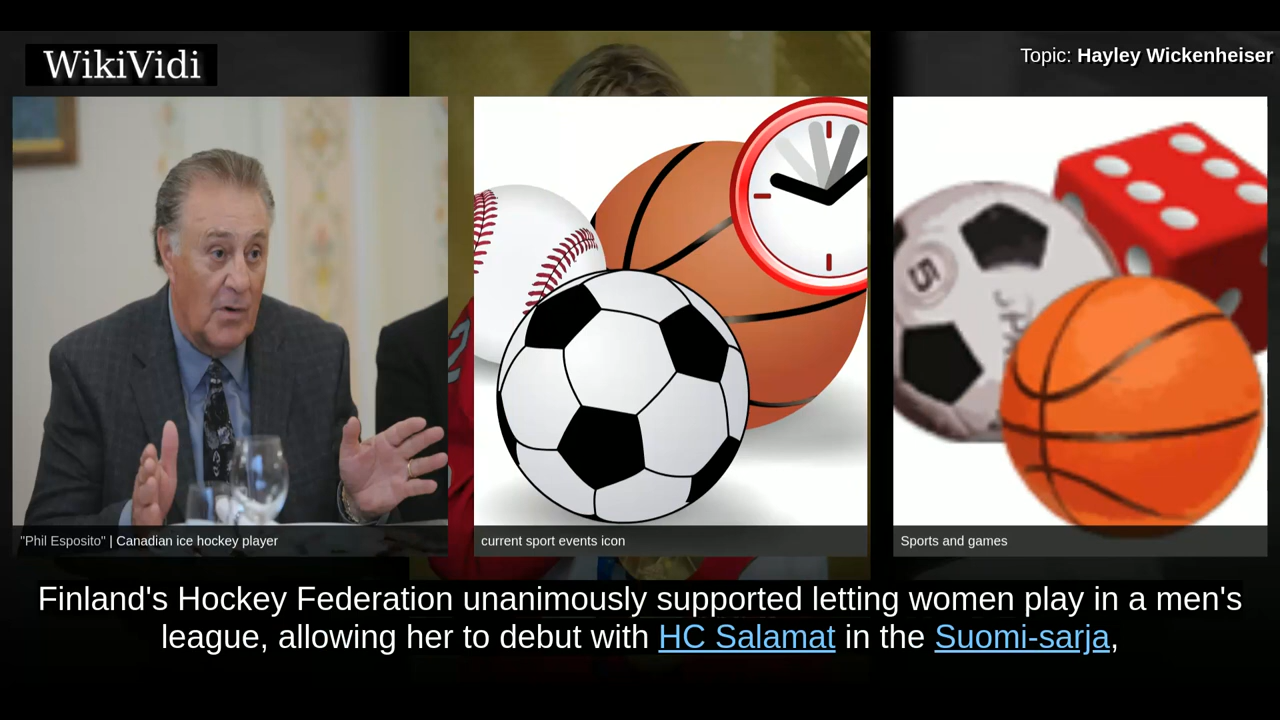 WikiVidi
Topic: Hayley Wickenheiser
5
2
"Phil Esposito" | Canadian ice hockey player
current sport events icon
Sports and games
Finland's Hockey Federation unanimously supported letting women play in a men's
league, allowing her to debut with HC Salamat in the Suomi-sarja,